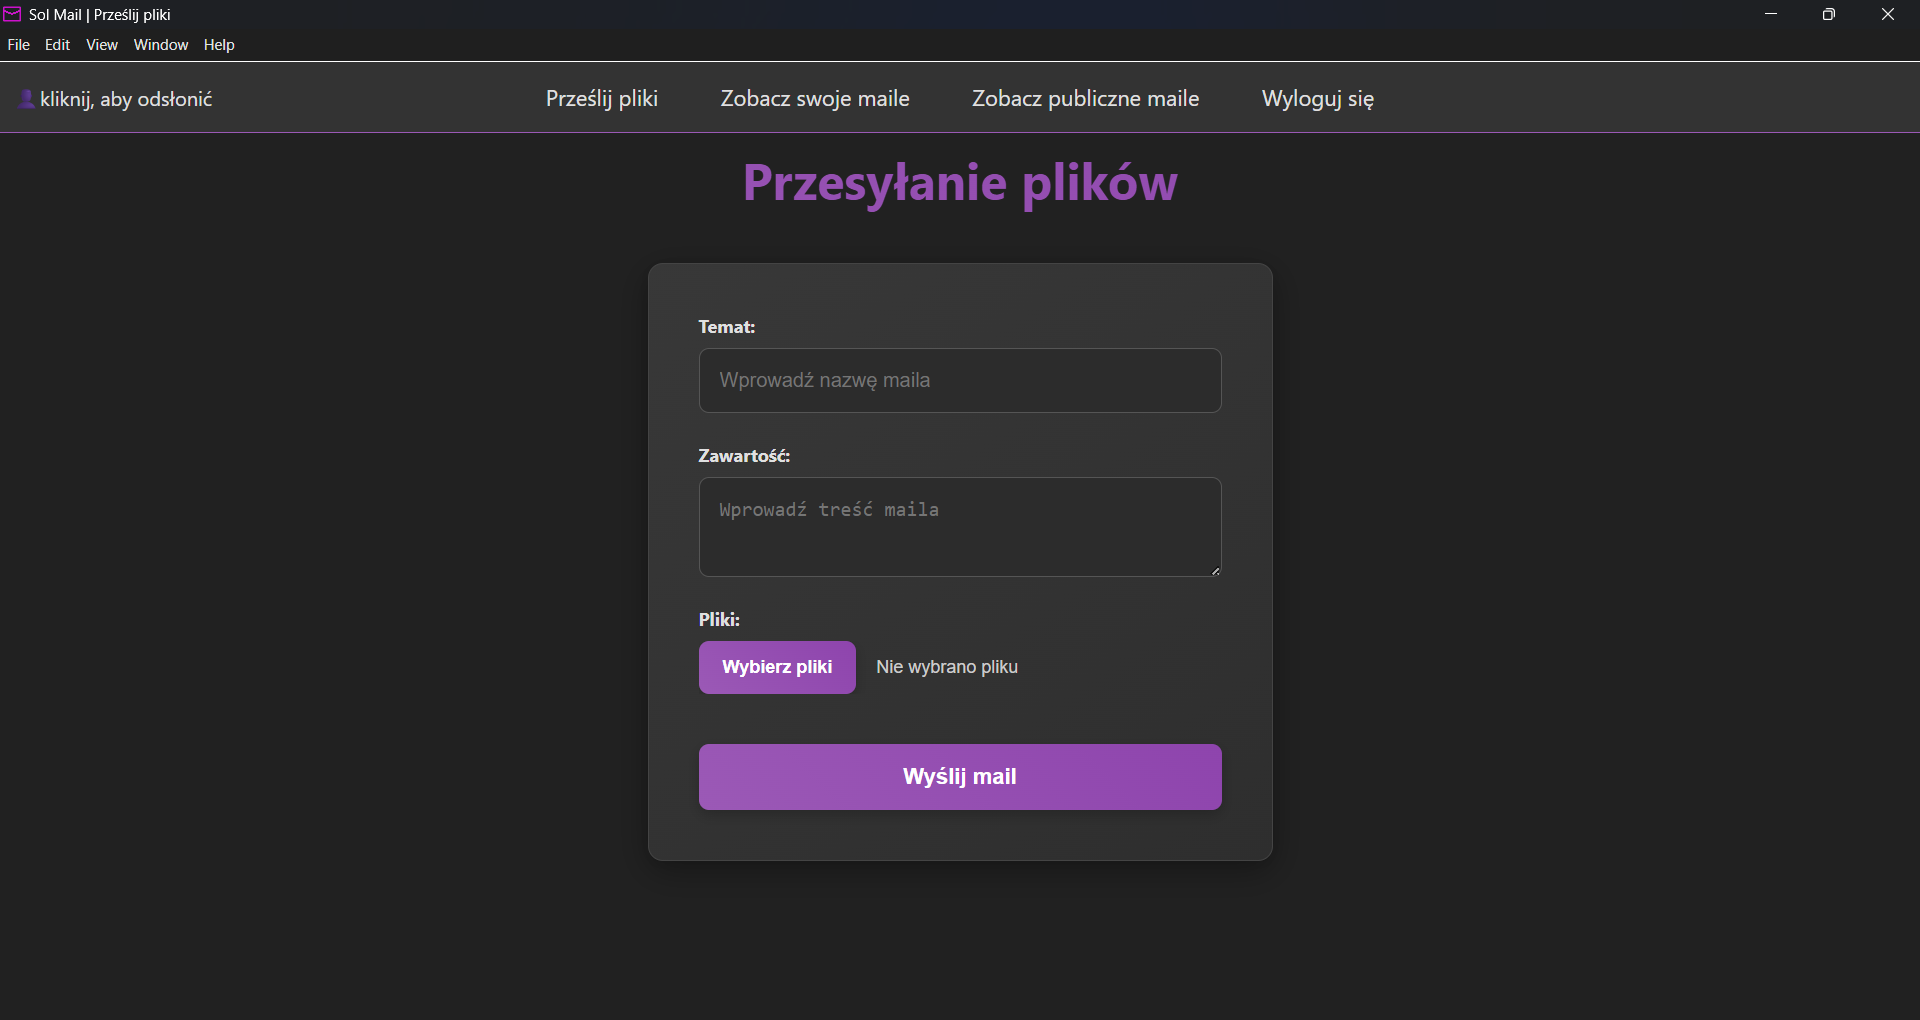 Sol Mail | Prześlij pliki
File Edit View Window Help
kliknij, aby odsłonić Prześlij pliki Zobacz swoje maile Zobacz publiczne maile Wyloguj się
Przesyłanie plików
Temat:
Wprowadź nazwę maila
Zawartość:
Wprowadź treść maila
Pliki:
Wybierz pliki Nie wybrano pliku
Wyślij mail